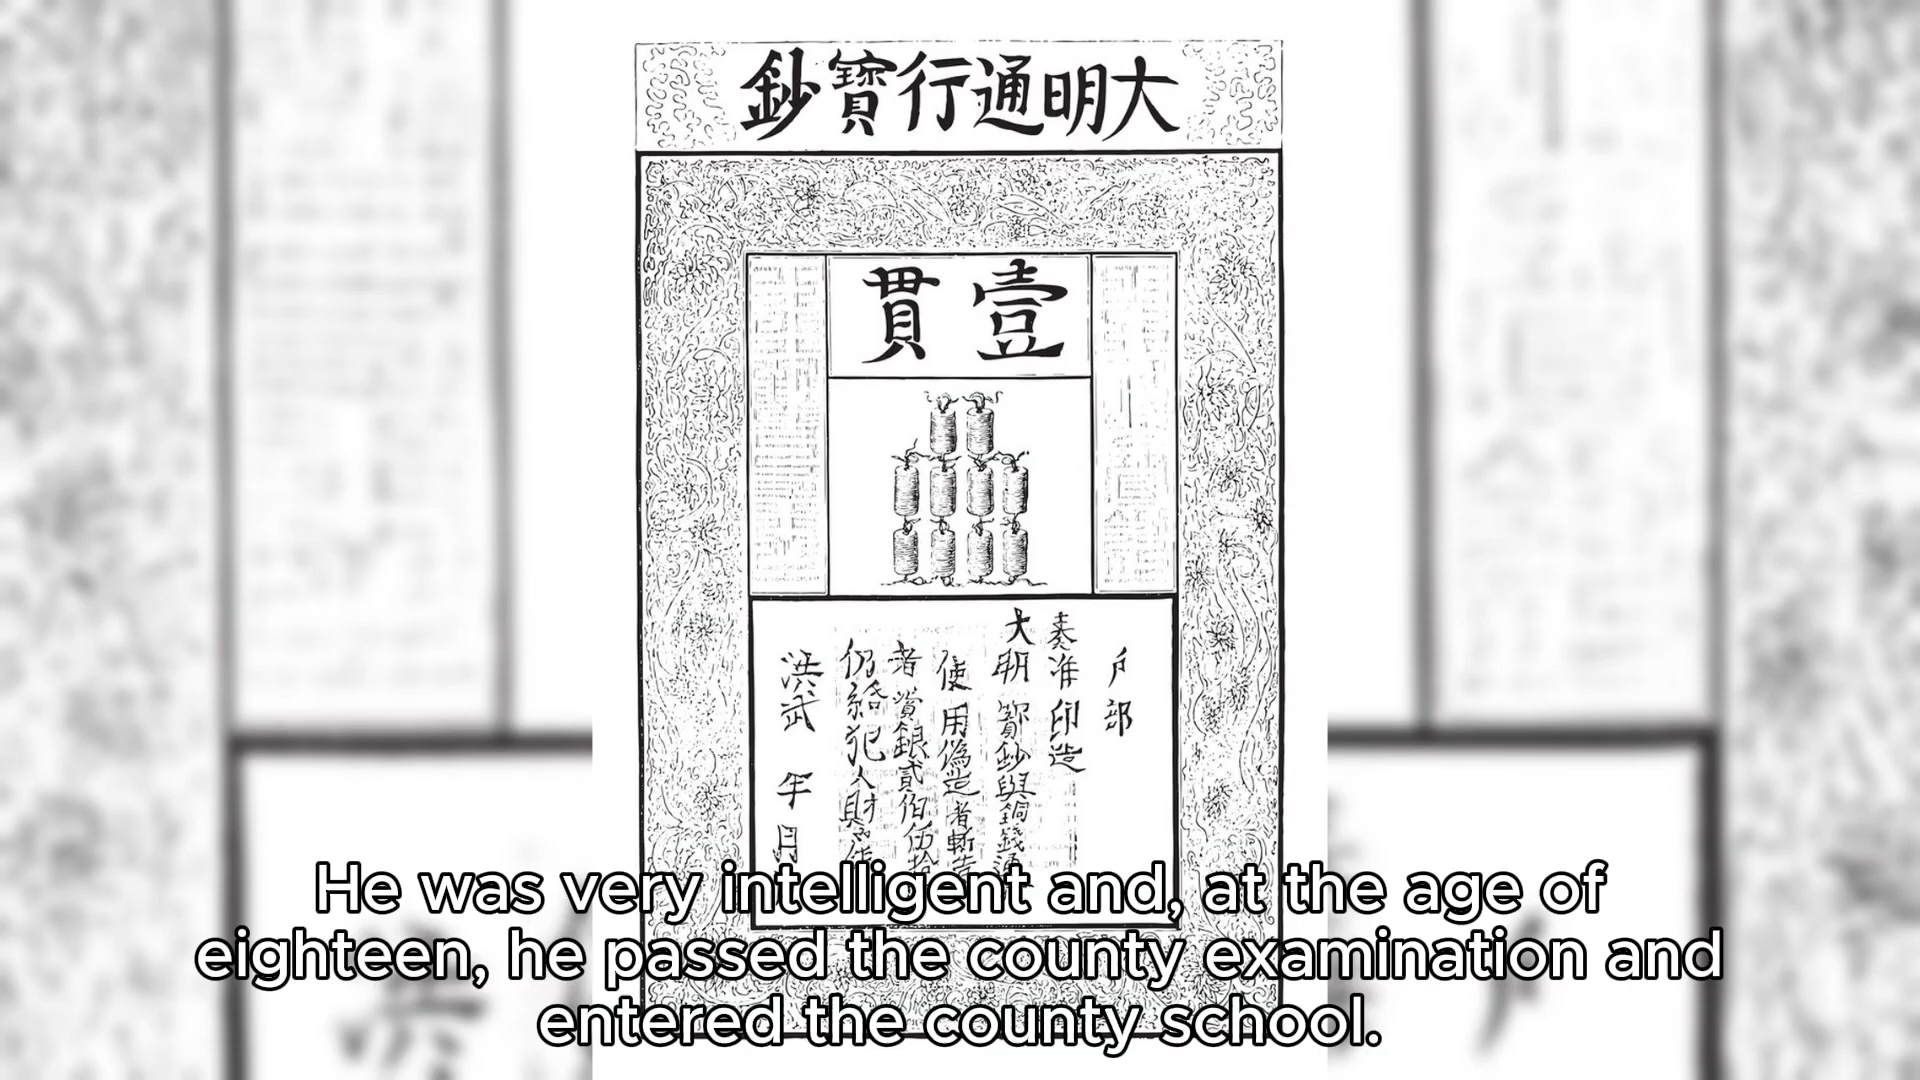 大明通行寶鈔
壹貫
戶部
奏准印造
大明寶鈔與銅錢通
使用偽造者斬告
者賞銀貳伯伍拾
仍給犯人財
洪武 年 月
He was very intelligent and, at the age of
eighteen, he passed the county examination and
entered the county school.